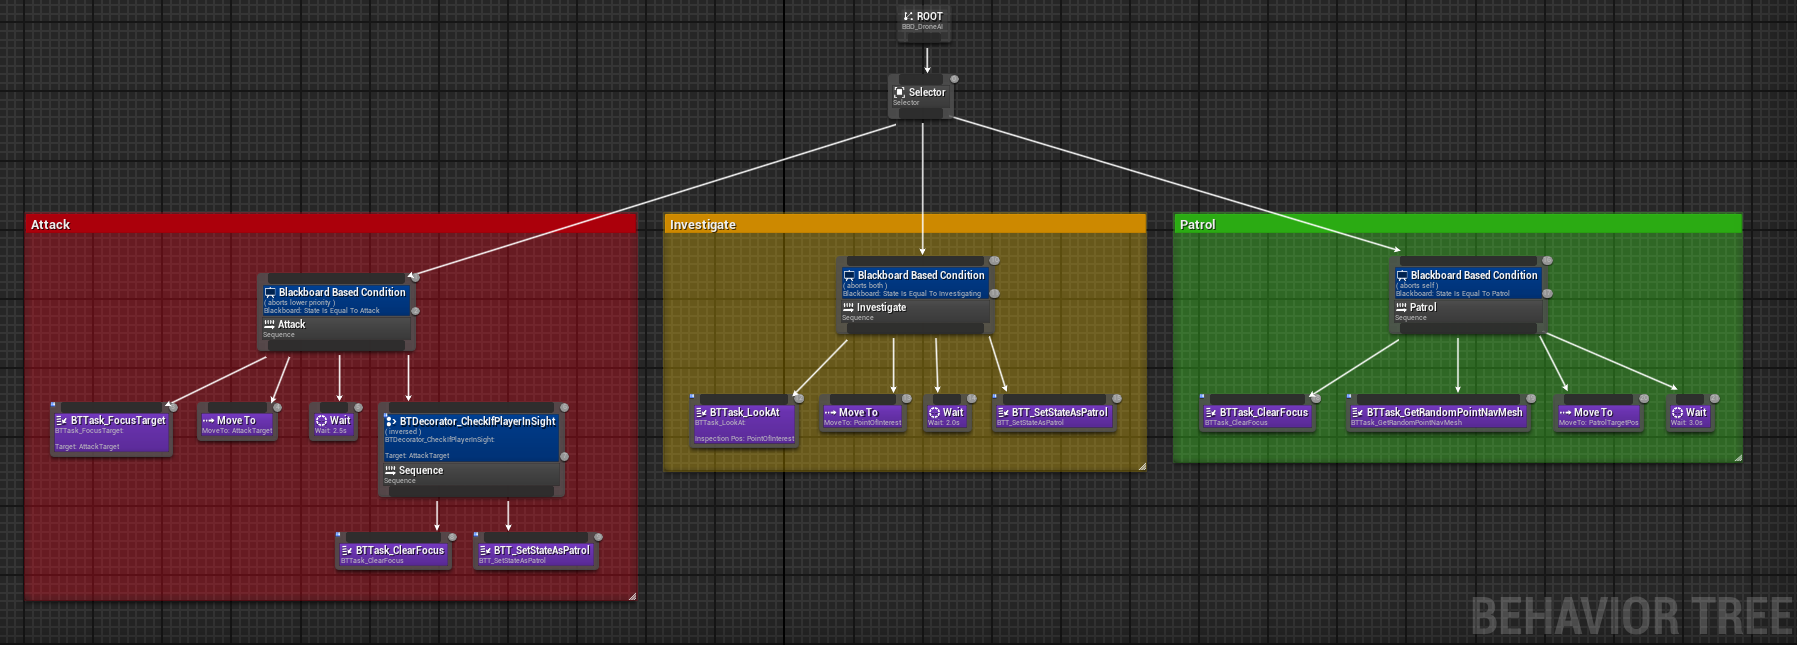 ROOT
BBD_DroneAI
Selector
Selector
Attack
Blackboard Based Condition
( aborts lower priority )
Blackboard: State Is Equal To Attack
Attack
Sequence
BTTask_FocusTarget
BTTask_FocusTarget:
Target: AttackTarget
Move To
MoveTo: AttackTarget
Wait
Wait: 2.5s
BTDecorator_CheckIfPlayerInSight
( inversed )
BTDecorator_CheckIfPlayerInSight:
Target: AttackTarget
Sequence
Sequence
BTTask_ClearFocus
BTTask_ClearFocus
BTT_SetStateAsPatrol
BTT_SetStateAsPatrol
Investigate
Blackboard Based Condition
( aborts both )
Blackboard: State Is Equal To Investigating
Investigate
Sequence
BTTask_LookAt
BTTask_LookAt:
Inspection Pos: PointOfInterest
Move To
MoveTo: PointOfInterest
Wait
Wait: 2.0s
BTT_SetStateAsPatrol
BTT_SetStateAsPatrol
Patrol
Blackboard Based Condition
( aborts self )
Blackboard: State Is Equal To Patrol
Patrol
Sequence
BTTask_ClearFocus
BTTask_ClearFocus
BTTask_GetRandomPointNavMesh
BTTask_GetRandomPointNavMesh
Move To
MoveTo: PatrolTargetPos
Wait
Wait: 3.0s
BEHAVIOR TREE